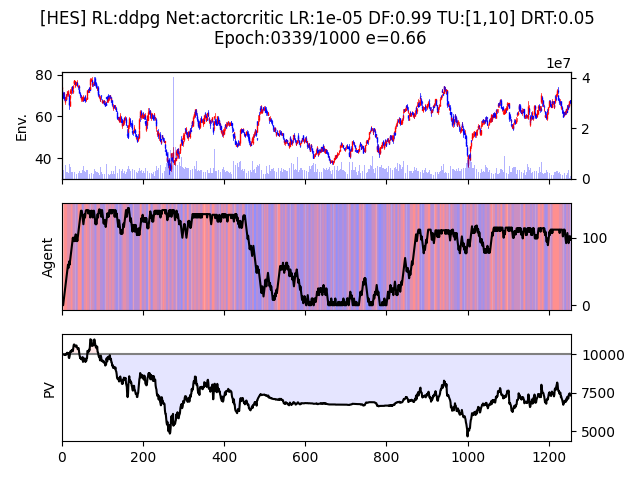 [HES] RL:ddpg Net:actorcritic LR:1e-05 DF:0.99 TU:[1,10] DRT:0.05
Epoch:0339/1000 e=0.66
1e7
80
60
40
Env.
4
2
0
Agent
100
0
PV
10000
7500
5000
0 200 400 600 800 1000 1200